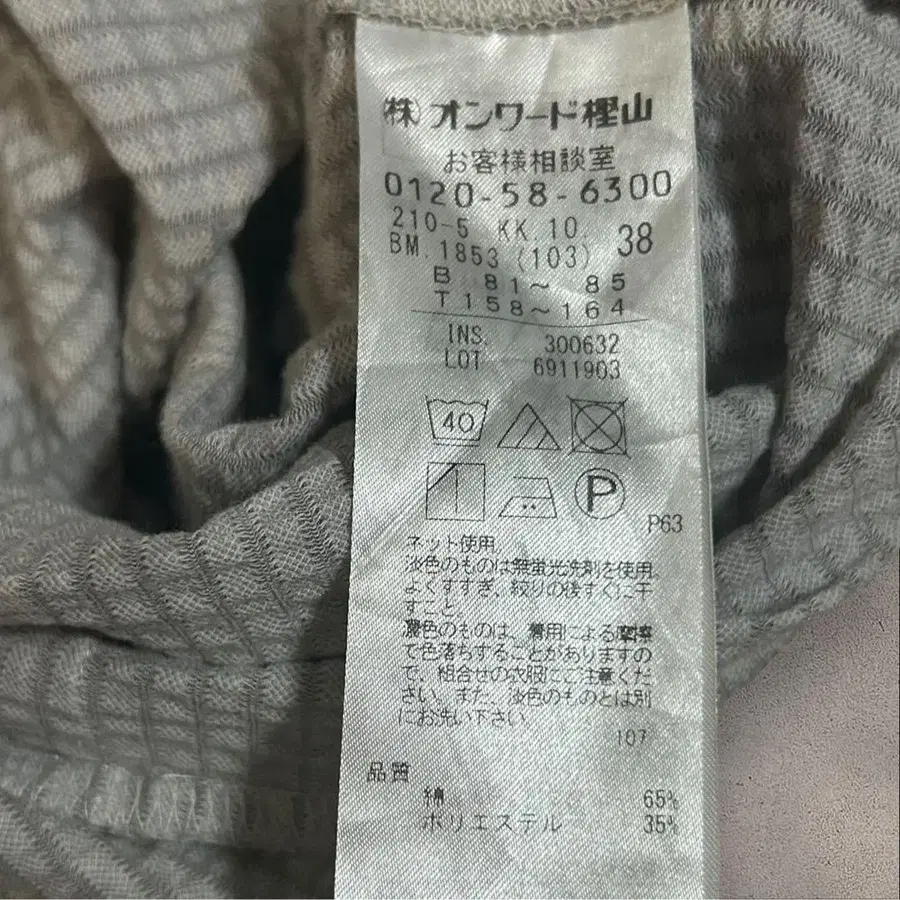 ㈱オンワード樫山
お客様相談室
0120-58-6300
210-5 KK.10. 38
BM.1853 (103)
B 81～ 85
T 158～164
INS. 300632
LOT 6911903
40
P
P63
ネット使用。
淡色のものは無蛍光洗剤を使用。
よくすすぎ、絞りの後すぐに干
すこと
濃色のものは、着用による摩擦
で色落ちすることがありますの
で、組合せの衣服にご注意くだ
さい。また、淡色のものとは別
にお洗い下さい。
107
品質
綿 65%
ポリエステル 35%